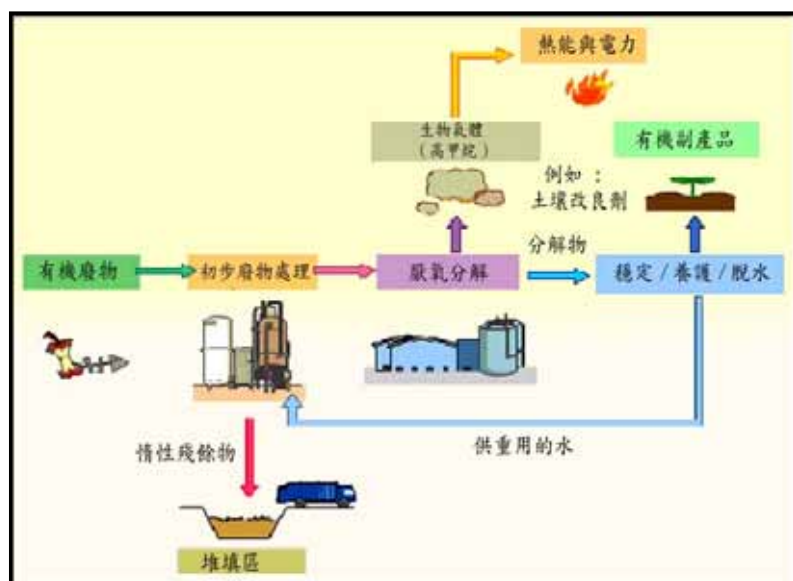 熱能與電力
生物氣體
(高甲烷)
有機副產品
例如 :
土壤改良劑
分解物
有機廢物
初步廢物處理
厭氧分解
穩定/養護/脫水
惰性殘餘物
供重用的水
堆填區